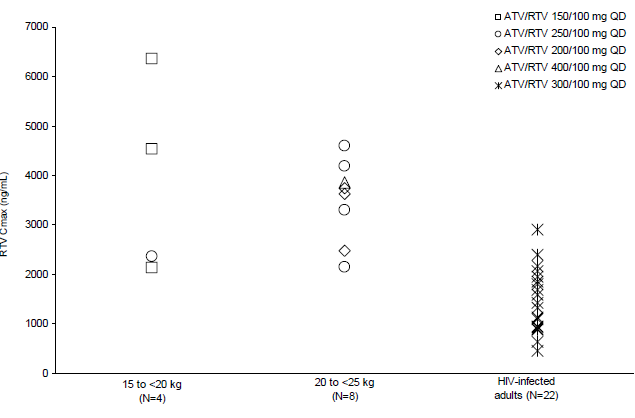 7000
ATV/RTV 150/100 mg QD
ATV/RTV 250/100 mg QD
ATV/RTV 200/100 mg QD
ATV/RTV 400/100 mg QD
ATV/RTV 300/100 mg QD
6000
5000
4000
3000
2000
1000
0
RTV Cmax (ng/mL)
15 to <20 kg
(N=4)
20 to <25 kg
(N=8)
HIV-infected
adults (N=22)